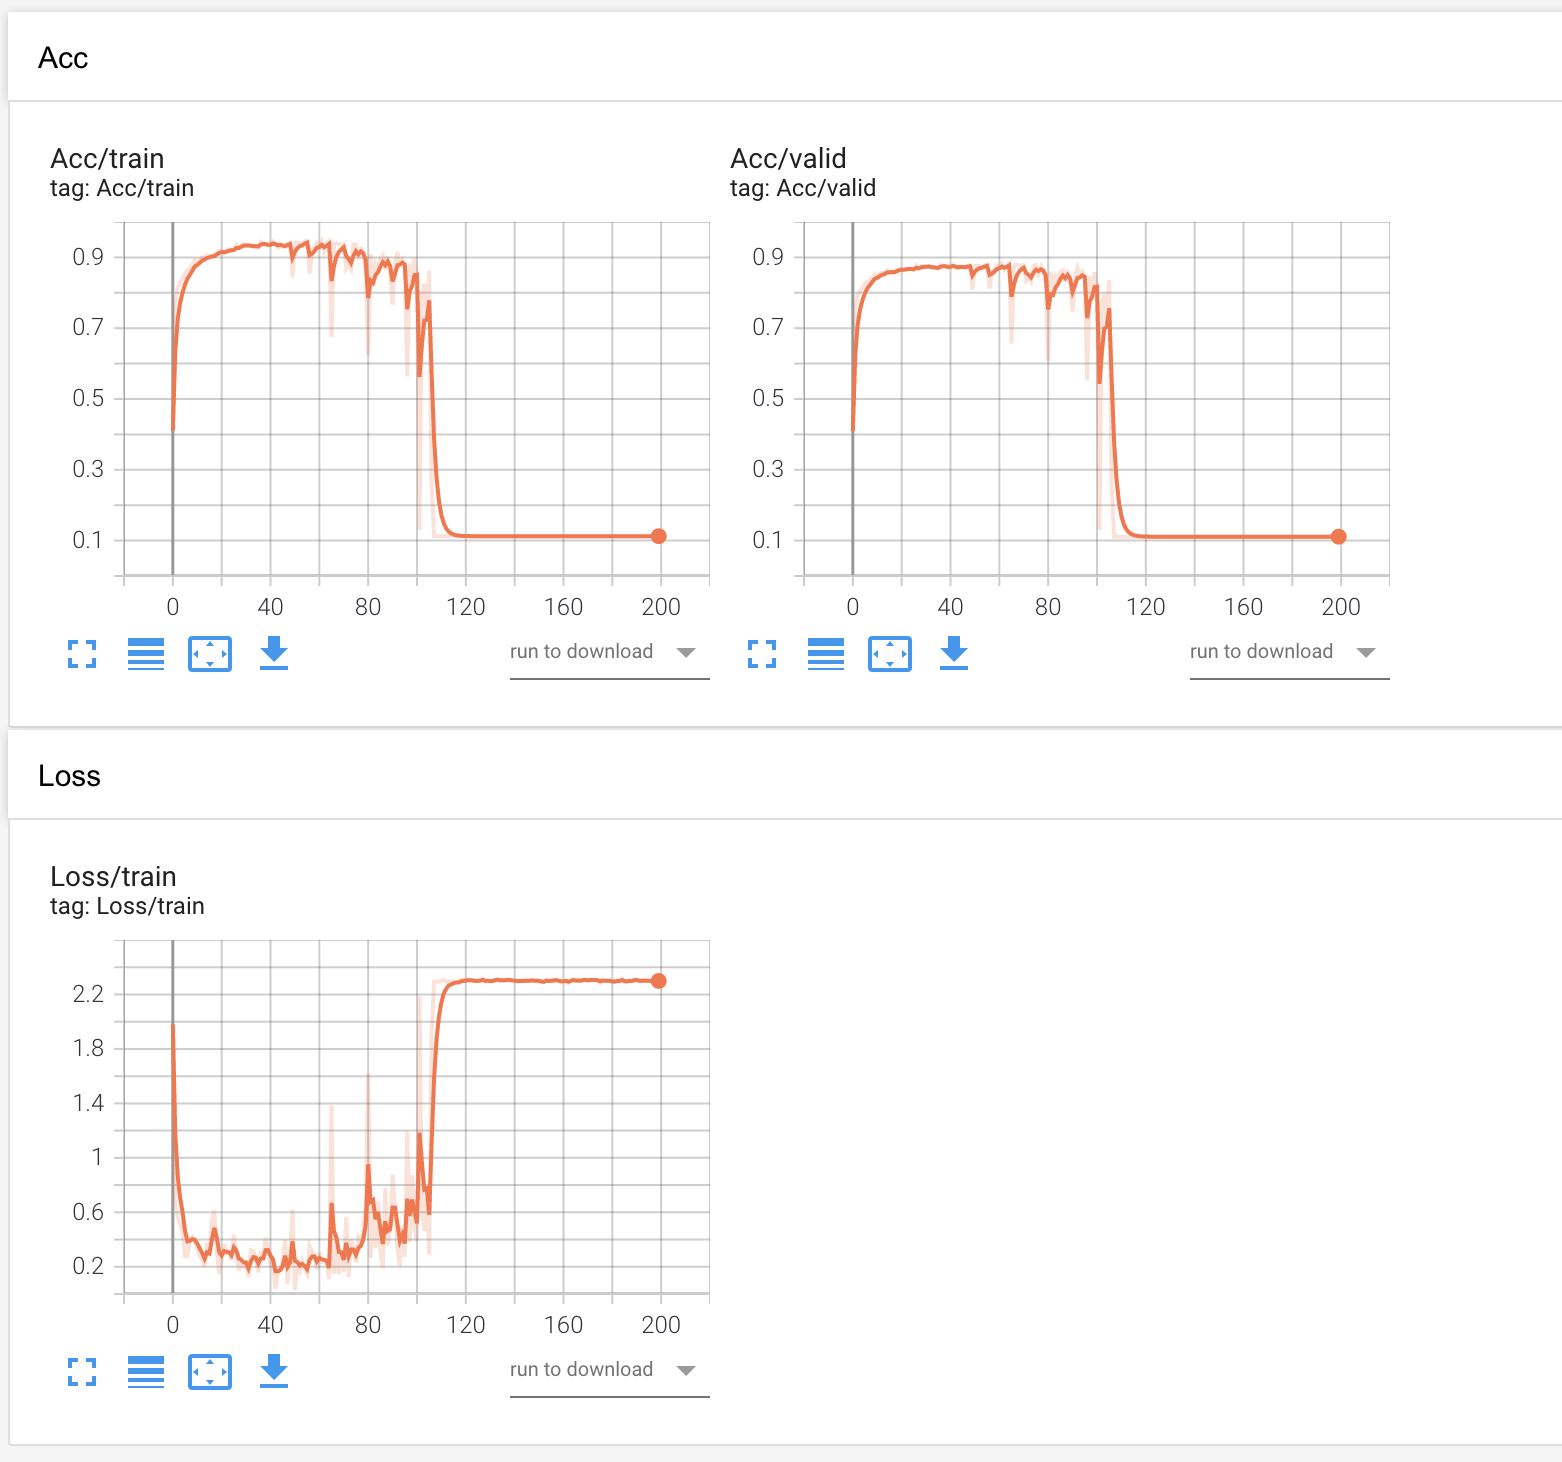 Acc
Acc/train
tag: Acc/train
0.9
0.7
0.5
0.3
0.1
0 40 80 120 160 200
run to download
Acc/valid
tag: Acc/valid
0.9
0.7
0.5
0.3
0.1
0 40 80 120 160 200
run to download
Loss
Loss/train
tag: Loss/train
2.2
1.8
1.4
1
0.6
0.2
0 40 80 120 160 200
run to download